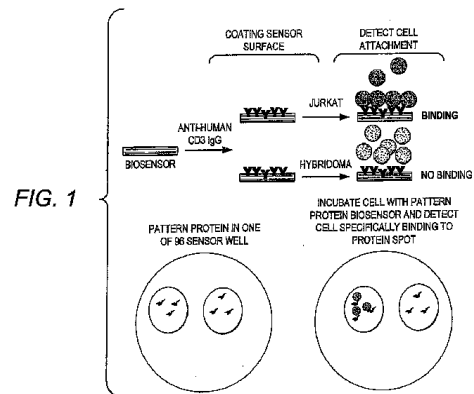 COATING SENSOR
SURFACE
DETECT CELL
ATTACHMENT
ANTI-HUMAN
CD3 IgG
BIOSENSOR
JURKAT
BINDING
HYBRIDOMA
NO BINDING
FIG. 1
PATTERN PROTEIN IN ONE
OF 96 SENSOR WELL
INCUBATE CELL WITH PATTERN
PROTEIN BIOSENSOR AND DETECT
CELL SPECIFICALLY BINDING TO
PROTEIN SPOT